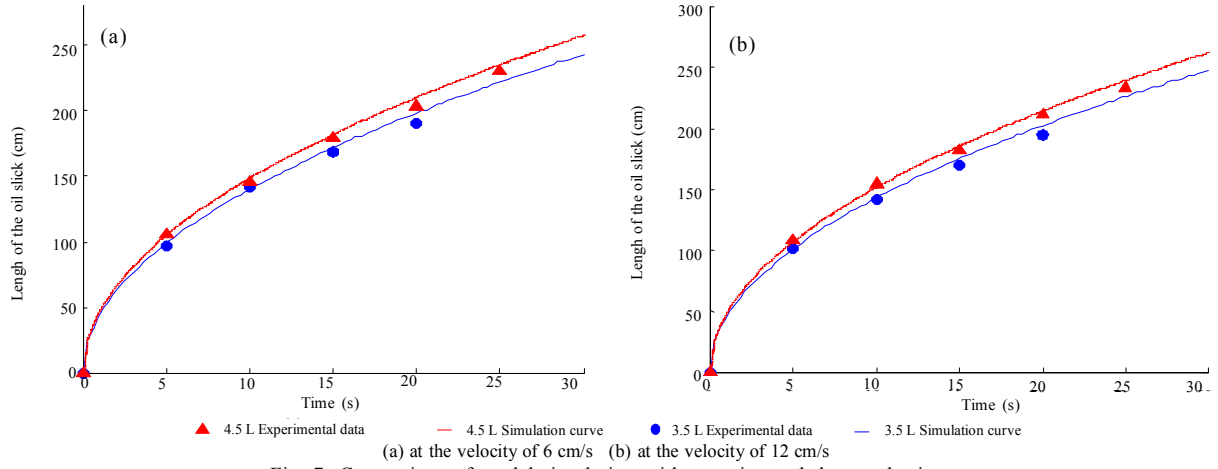 (a)
250
200
150
100
50
0
0 5 10 15 20 25 30
Lengh of the oil slick (cm)
Time (s)
(b)
300
250
200
150
100
50
0
0 5 10 15 20 25 30
Lengh of the oil slick (cm)
Time (s)
4.5 L Experimental data 4.5 L Simulation curve 3.5 L Experimental data 3.5 L Simulation curve
(a) at the velocity of 6 cm/s (b) at the velocity of 12 cm/s